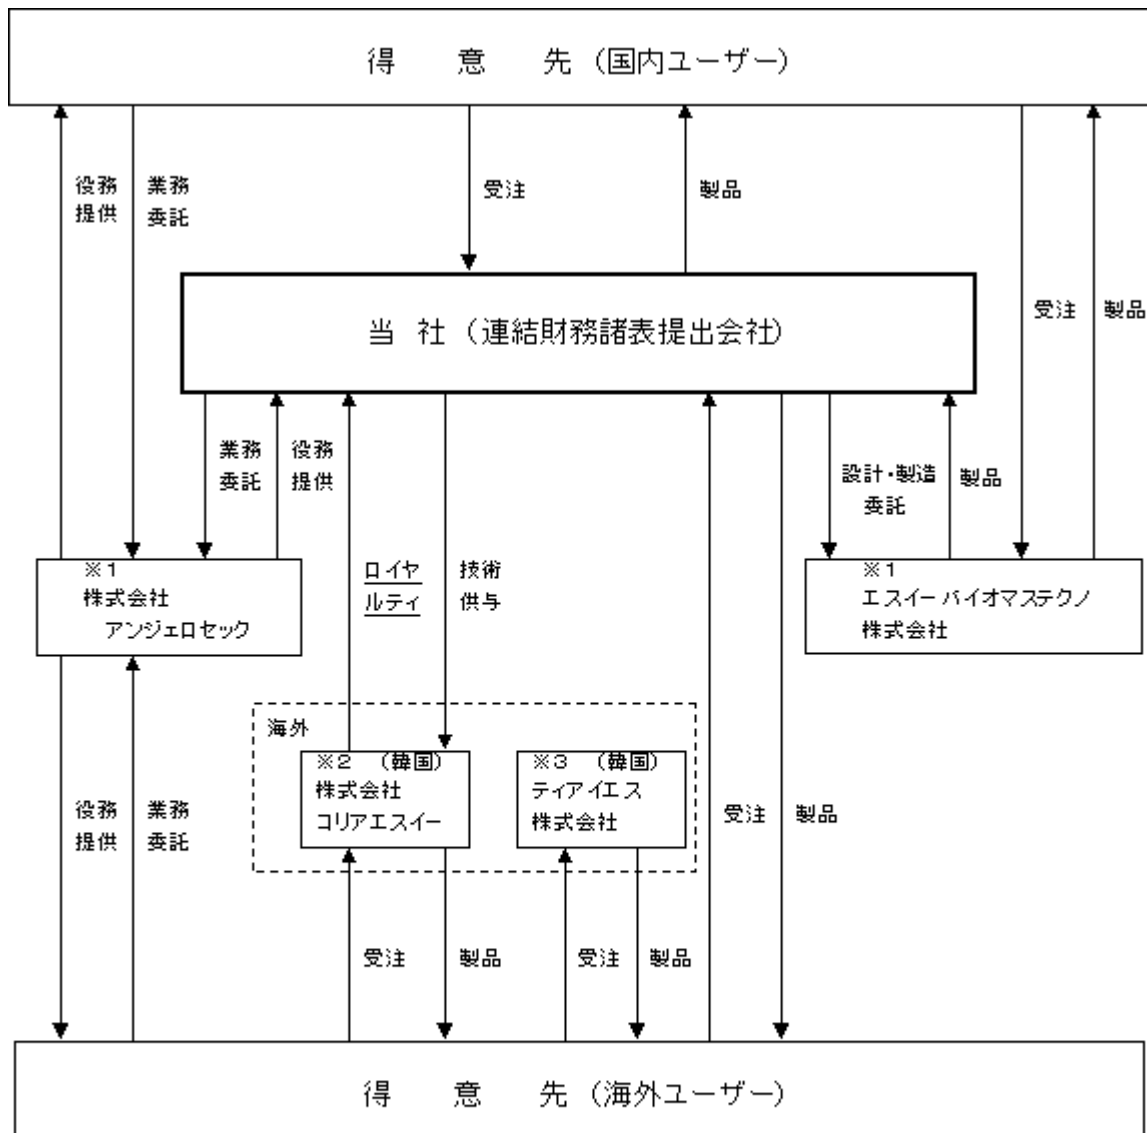 得 意 先（国内ユーザー）
役務
提供
業務
委託
受注
製品
受注
製品
当 社（連結財務諸表提出会社）
業務
委託
役務
提供
ロイヤ
ルティ
技術
供与
設計・製造
委託
製品
※１
株式会社
アンジェロセック
※１
エスイーバイオマステクノ
株式会社
海外
※２ （韓国）
株式会社
コリアエスイー
※３ （韓国）
ティアイエス
株式会社
役務
提供
業務
委託
受注
製品
受注
製品
受注
製品
得 意 先（海外ユーザー）